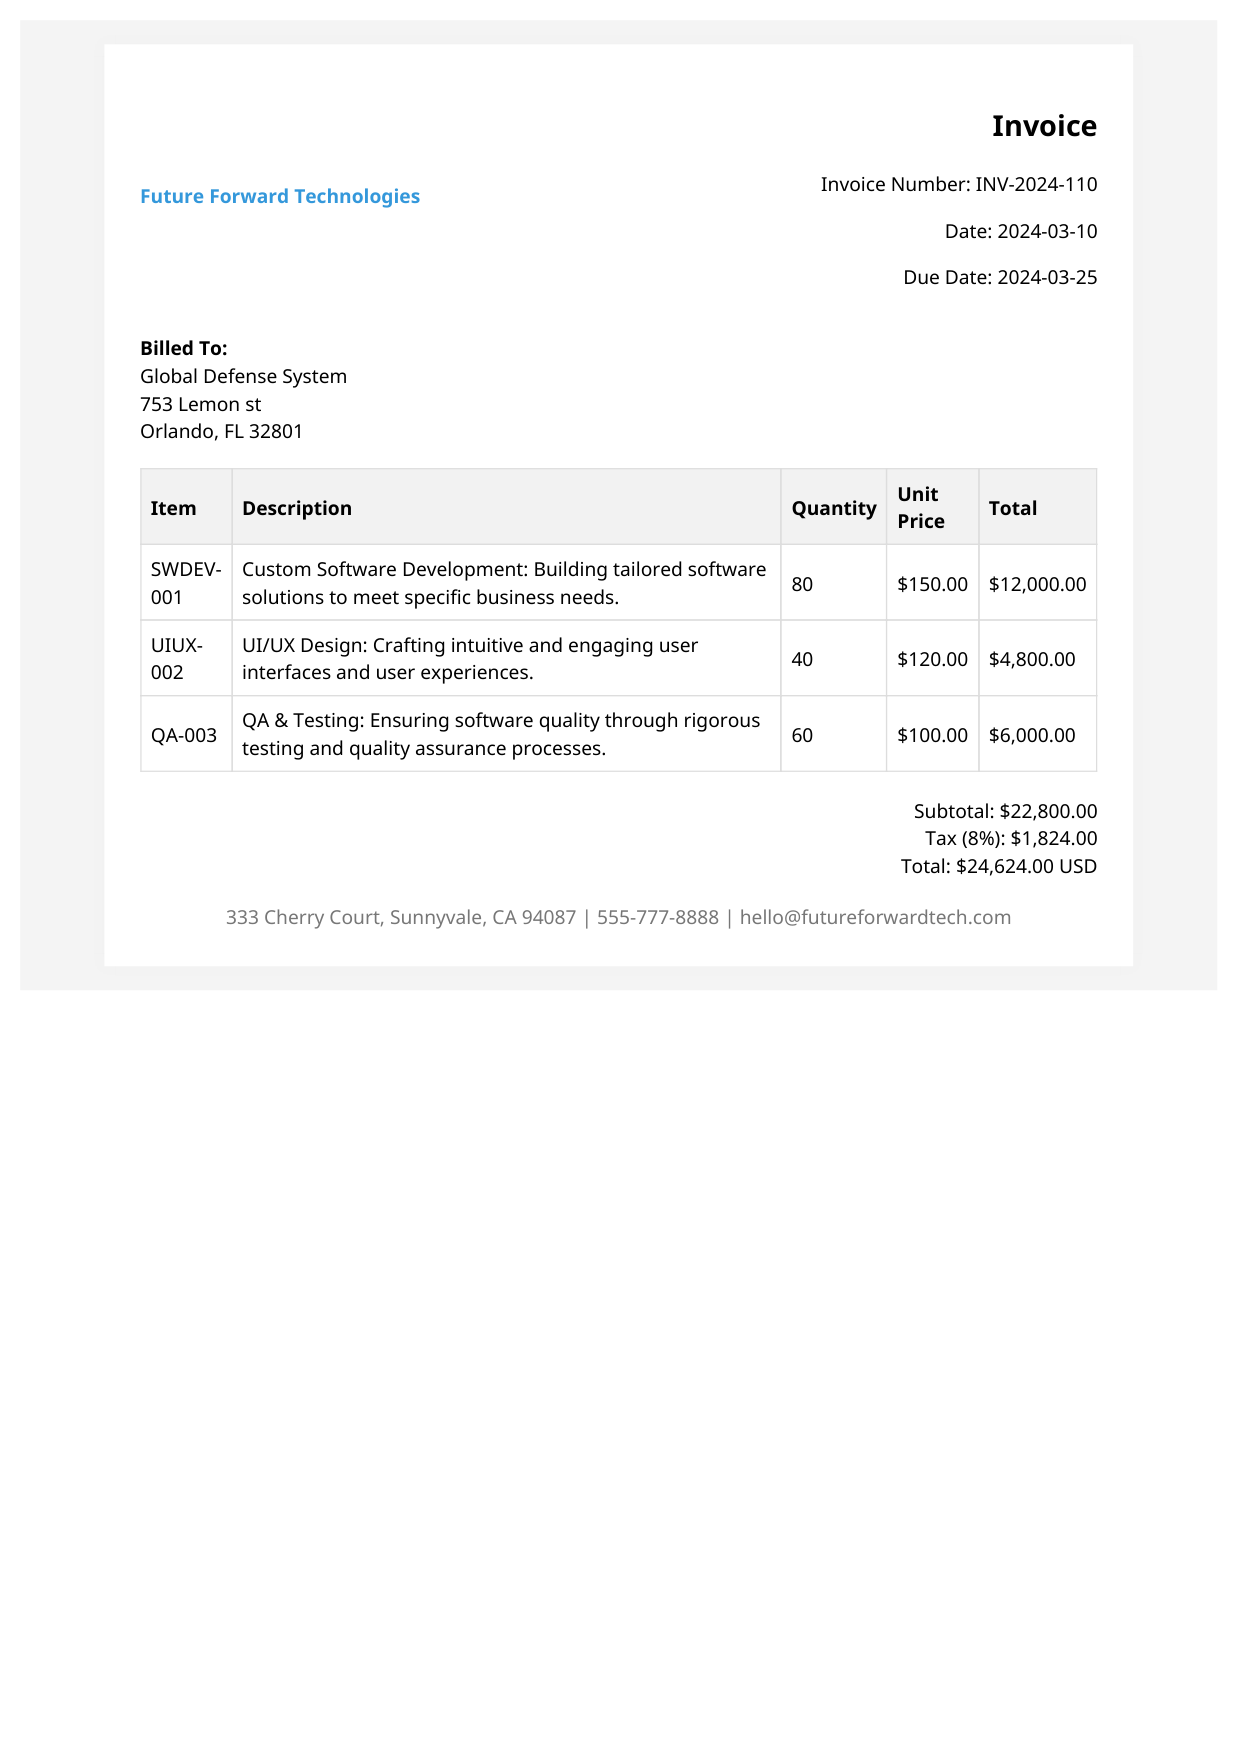 Invoice
Future Forward Technologies
Invoice Number: INV-2024-110
Date: 2024-03-10
Due Date: 2024-03-25
Billed To:
Global Defense System
753 Lemon st
Orlando, FL 32801
Item Description Quantity Unit Price Total
SWDEV-001 Custom Software Development: Building tailored software solutions to meet specific business needs. 80 $150.00 $12,000.00
UIUX-002 UI/UX Design: Crafting intuitive and engaging user interfaces and user experiences. 40 $120.00 $4,800.00
QA-003 QA & Testing: Ensuring software quality through rigorous testing and quality assurance processes. 60 $100.00 $6,000.00
Subtotal: $22,800.00
Tax (8%): $1,824.00
Total: $24,624.00 USD
333 Cherry Court, Sunnyvale, CA 94087 | 555-777-8888 | hello@futureforwardtech.com